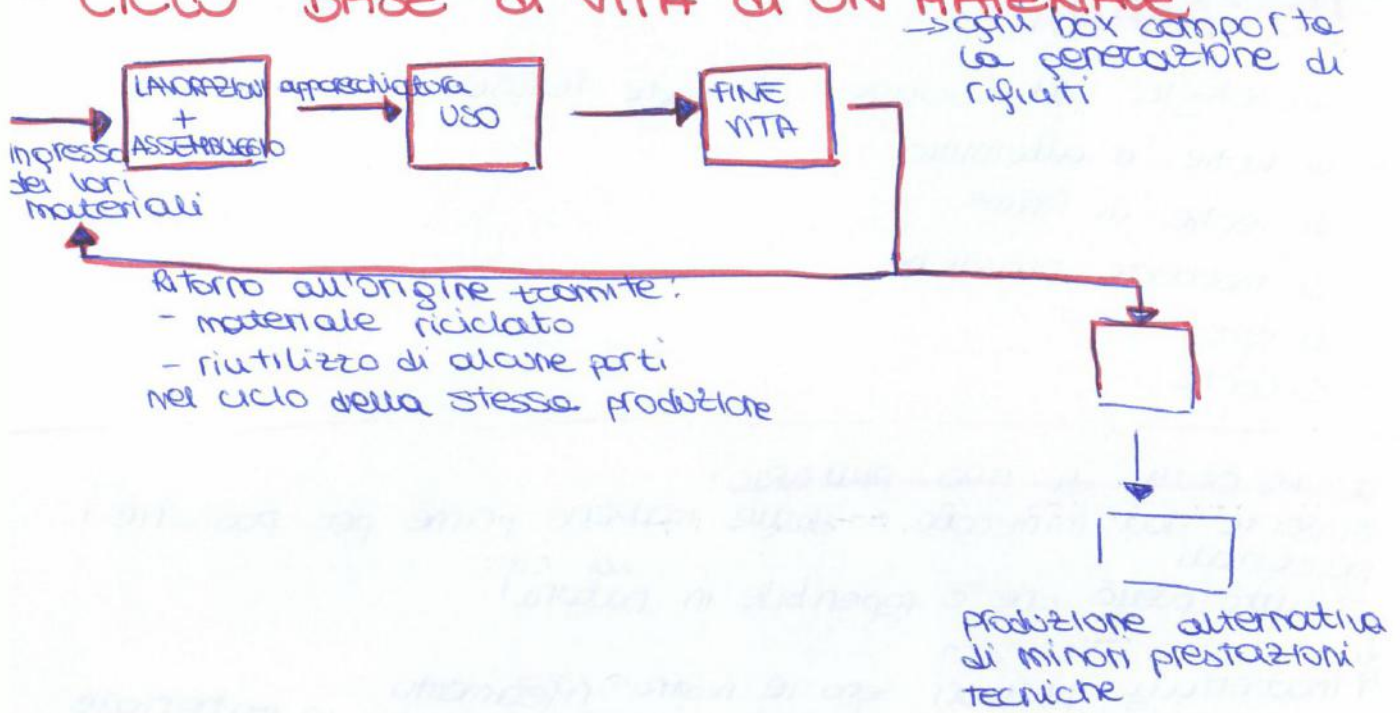 CICLO BASE di VITA di UN MATERIALE
→ ogni box comporta
la generazione di
rifiuti
LAVORAZIONI
+
ASSEMBLAGGIO
apparecchiatura
USO
FINE
VITA
ingresso
dei vari
materiali
Ritorno all'origine tramite:
- materiale riciclato
- riutilizzo di alcune parti
nel ciclo della stessa produzione
produzione alternativa
di minori prestazioni
tecniche